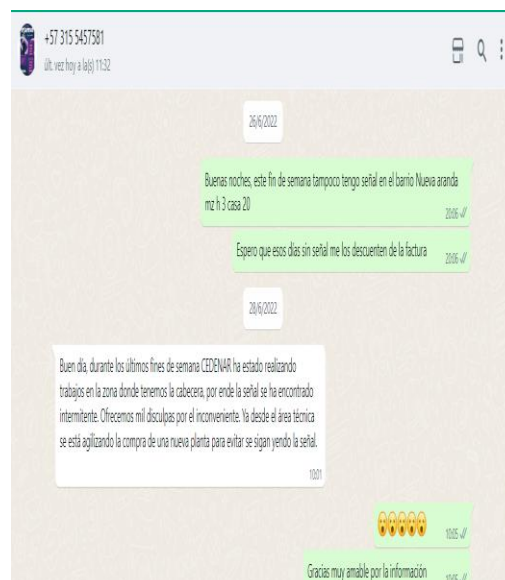 +57 315 5457581
últ. vez hoy a la(s) 11:32
26/6/2022
Buenas noches, este fin de semana tampoco tengo señal en el barrio Nueva aranda
mz h 3 casa 20
20:06
Espero que esos días sin señal me los descuenten de la factura
20:06
28/6/2022
Buen día, durante los últimos fines de semana CEDENAR ha estado realizando
trabajos en la zona donde tenemos la cabecera, por ende la señal se ha encontrado
intermitente. Ofrecemos mil disculpas por el inconveniente. Ya desde el área técnica
se está agilizando la compra de una nueva planta para evitar se sigan yendo la señal.
10:01
10:05
Gracias muy amable por la información
10:05